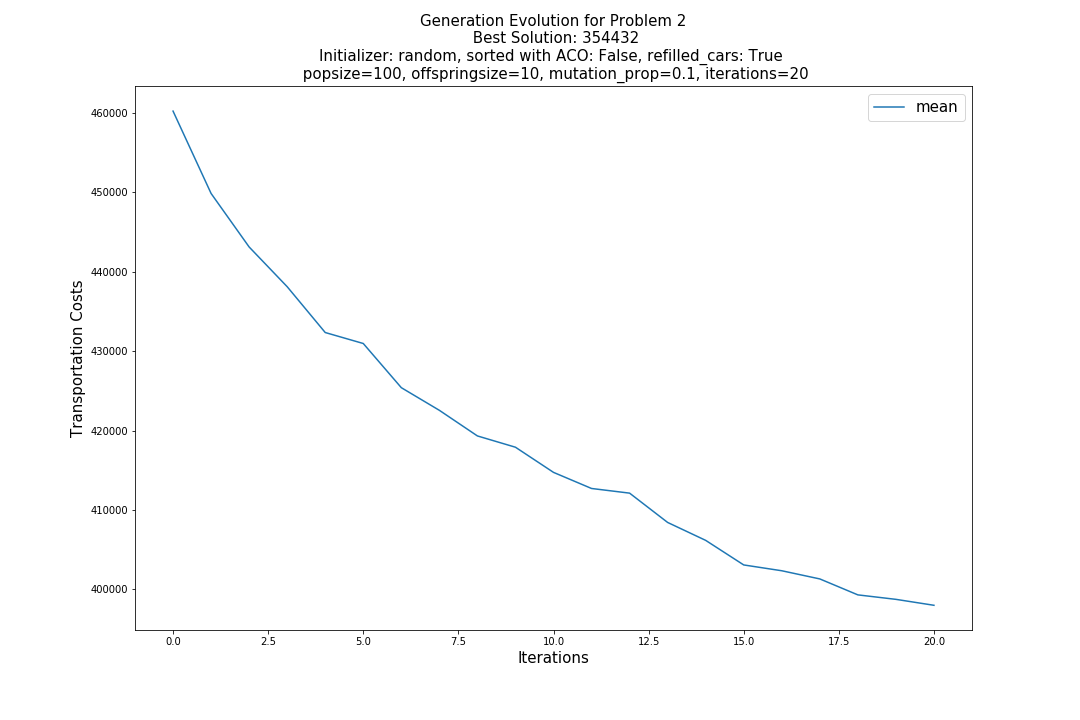 Generation Evolution for Problem 2
Best Solution: 354432
Initializer: random, sorted with ACO: False, refilled_cars: True
popsize=100, offspringsize=10, mutation_prop=0.1, iterations=20
mean
460000
450000
440000
430000
420000
410000
400000
Transportation Costs
0.0 2.5 5.0 7.5 10.0 12.5 15.0 17.5 20.0
Iterations